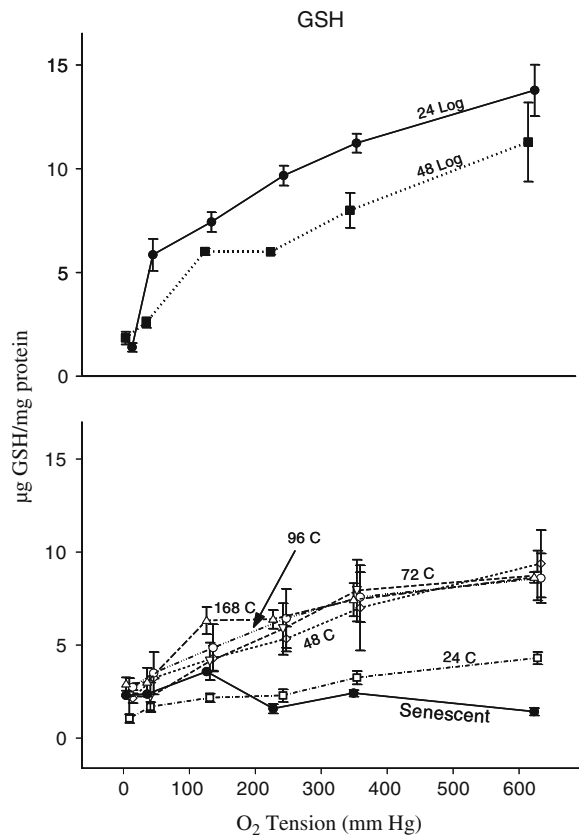 GSH
15
10
5
0
24 Log
48 Log
µg GSH/mg protein
15
10
5
0
96 C
168 C
72 C
48 C
24 C
Senescent
0 100 200 300 400 500 600
O₂ Tension (mm Hg)